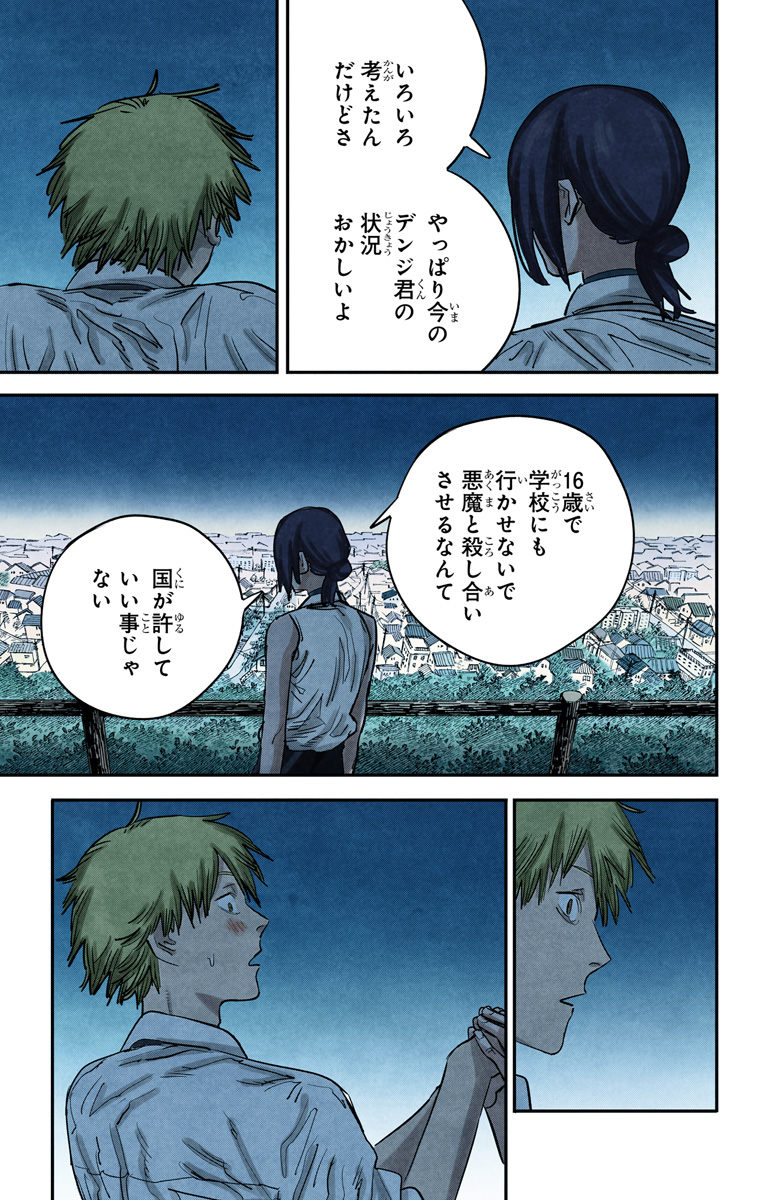 いろいろ
考えたん
だけどさ
やっぱり今の
デンジ君の
状況
おかしいよ
16歳で
学校にも
行かせないで
悪魔と殺し合い
させるなんて
国が許して
いい事じゃ
ない